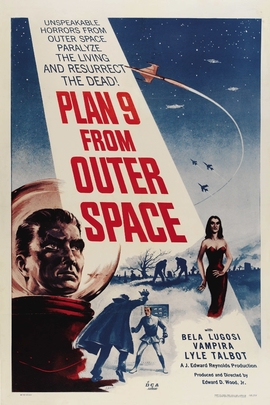 UNSPEAKABLE
HORRORS FROM
OUTER SPACE
PARALYZE
THE LIVING
AND RESURRECT
THE DEAD!
PLAN 9
FROM
OUTER
SPACE
with
BELA LUGOSI
VAMPIRA
LYLE TALBOT
A J. Edward Reynolds Production
Produced and Directed by
Edward D. Wood, Jr.